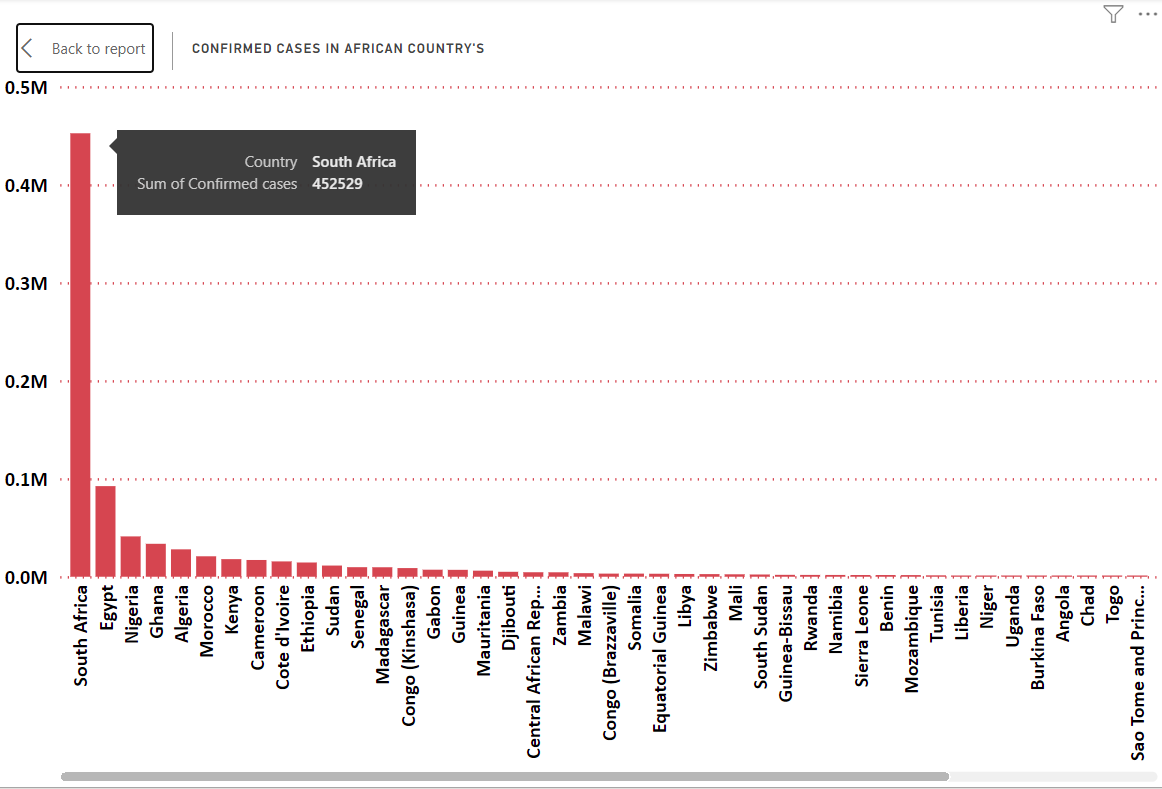 Back to report
CONFIRMED CASES IN AFRICAN COUNTRY'S
0.5M
Country South Africa
Sum of Confirmed cases 452529
0.4M
0.3M
0.2M
0.1M
0.0M
South Africa
Egypt
Nigeria
Ghana
Algeria
Morocco
Kenya
Cameroon
Cote d'Ivoire
Ethiopia
Sudan
Senegal
Madagascar
Congo (Kinshasa)
Gabon
Guinea
Mauritania
Djibouti
Central African Rep...
Zambia
Malawi
Congo (Brazzaville)
Somalia
Equatorial Guinea
Libya
Zimbabwe
Mali
South Sudan
Guinea-Bissau
Rwanda
Namibia
Sierra Leone
Benin
Mozambique
Tunisia
Liberia
Niger
Uganda
Burkina Faso
Angola
Chad
Togo
Sao Tome and Princ...